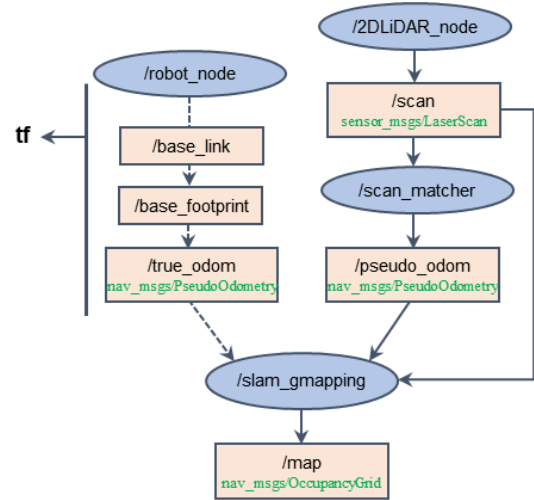 /2DLiDAR_node
/robot_node
/scan
sensor_msgs/LaserScan
tf
/base_link
/scan_matcher
/base_footprint
/true_odom
nav_msgs/PseudoOdometry
/pseudo_odom
nav_msgs/PseudoOdometry
/slam_gmapping
/map
nav_msgs/OccupancyGrid